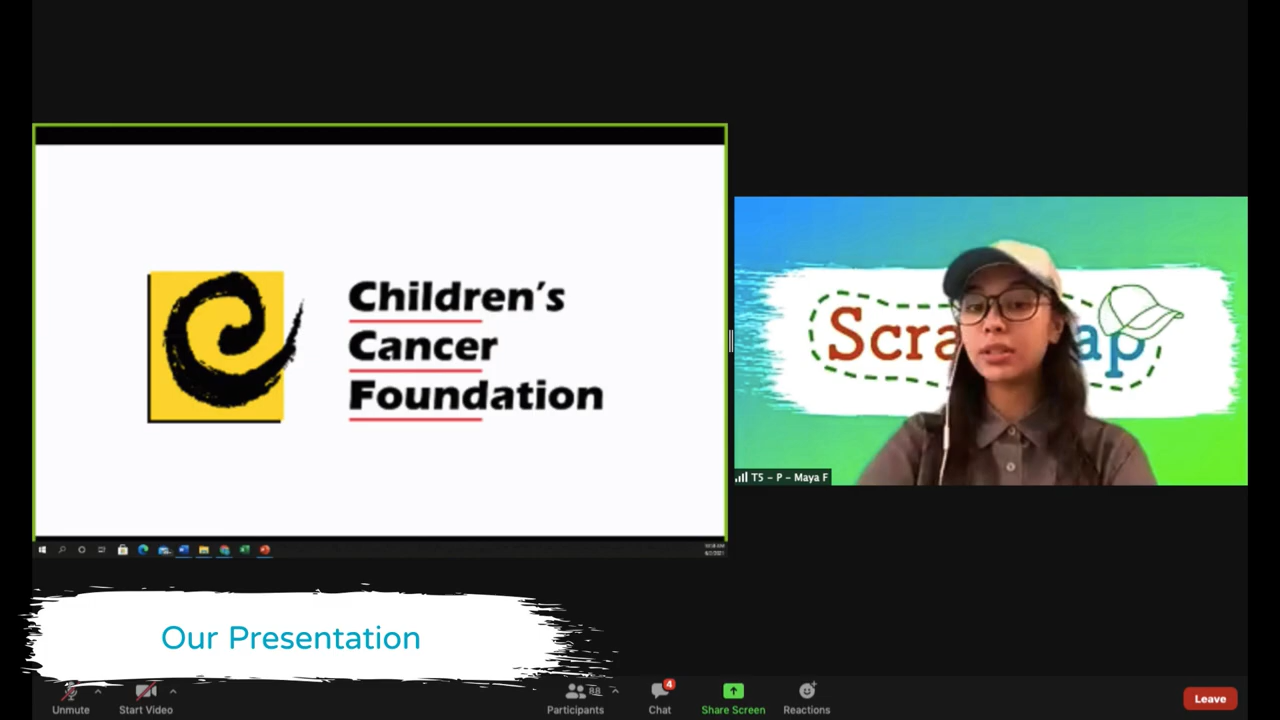 Children's
Cancer
Foundation
Scra ap
T5 - P - Maya F
Our Presentation
Unmute
Start Video
Participants
88
Chat
4
Share Screen
Reactions
Leave